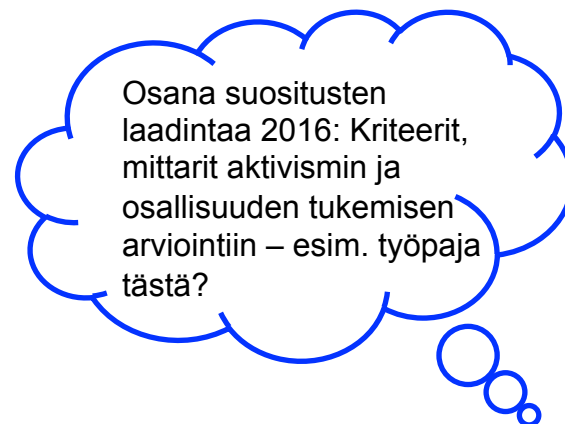 Osana suositusten
laadintaa 2016: Kriteerit,
mittarit aktivismin ja
osallisuuden tukemisen
arviointiin – esim. työpaja
tästä?